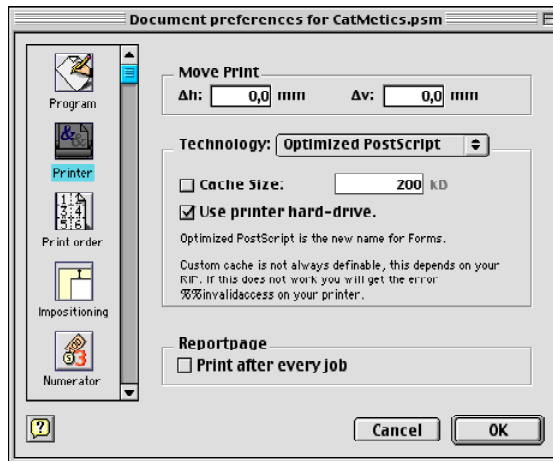 Document preferences for CatMetics.psm
Program
Printer
Print order
Impositioning
Numerator
Move Print
Δh: 0,0 mm Δv: 0,0 mm
Technology: Optimized PostScript
Cache Size: 200 KB
Use printer hard-drive.
Optimized PostScript is the new name for Forms.
Custom cache is not always definable, this depends on your
RIP. If this does not work you will get the error
%%invalidaccess on your printer.
Reportpage
Print after every job
Cancel OK